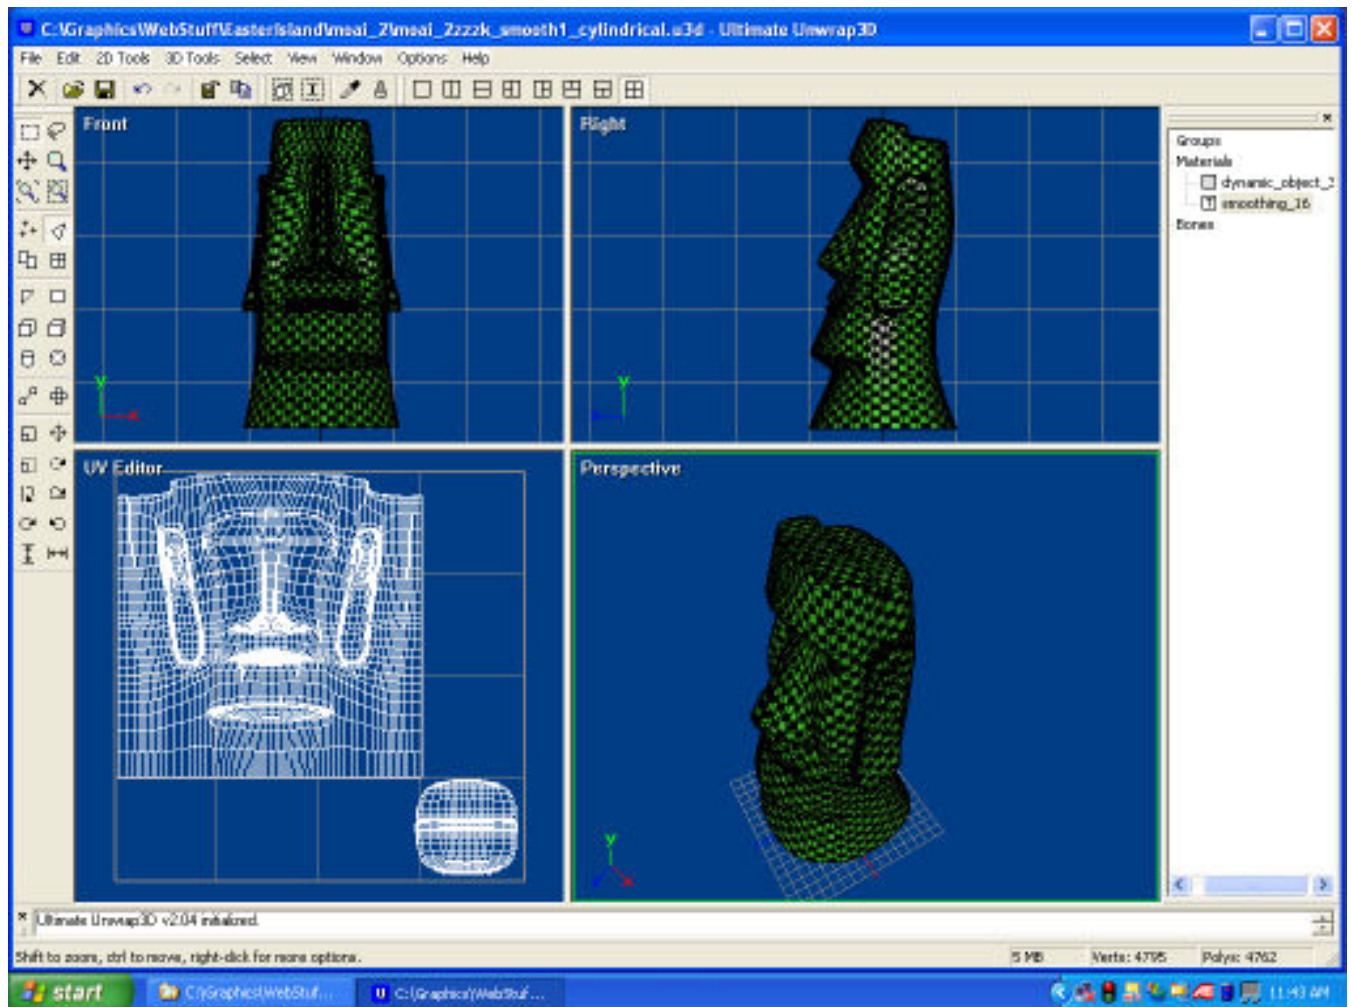 C:\Graphics\WebStuff\EasterIsland\moai_2\moai_2zzzk_smooth1_cylindrical.u3d - Ultimate Unwrap3D
File Edit 2D Tools 3D Tools Select View Window Options Help
Front
Right
Groups
Materials
dynamic_object_2
smoothing_16
Bones
y
x
y
UV Editor
Perspective
y
x
Ultimate Unwrap3D v2.04 initialized.
Shift to zoom, ctrl to move, right-click for more options.
5 MB
Verts: 4795
Polys: 4762
start
C:\Graphics\WebStuf...
C:\Graphics\WebStuf...
11:43 AM